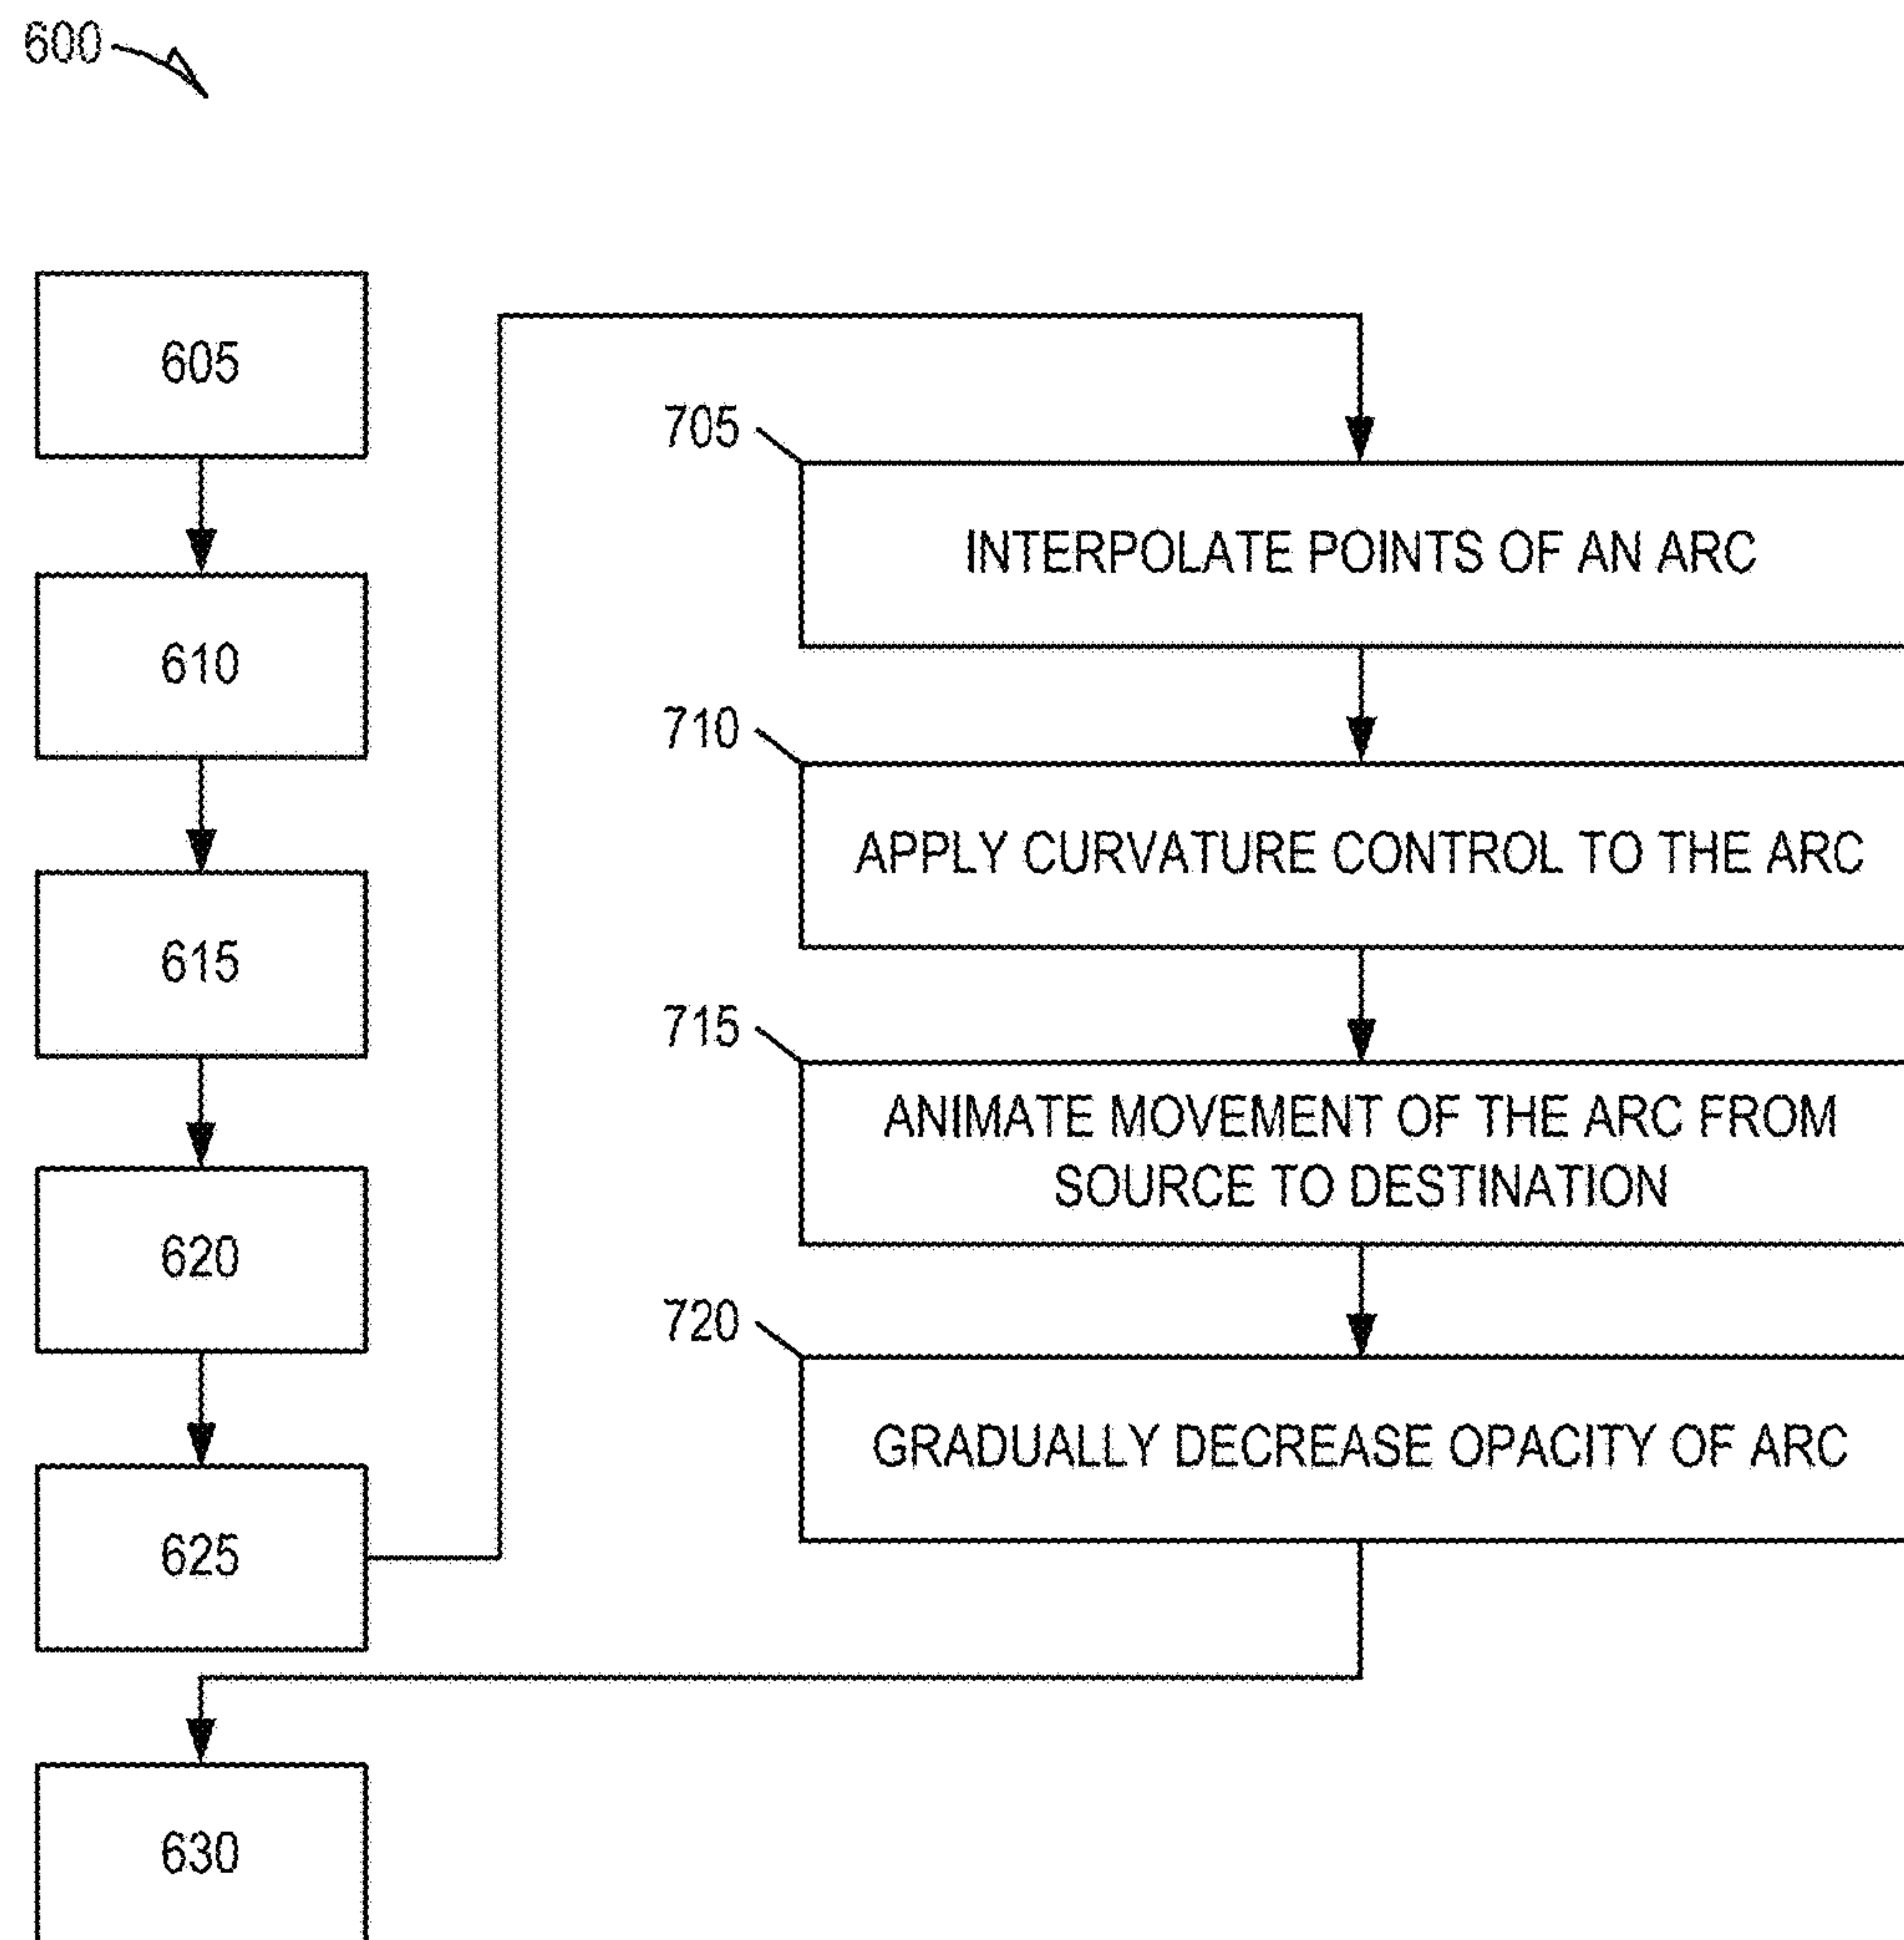 600
605
610
615
620
625
630
705
INTERPOLATE POINTS OF AN ARC
710
APPLY CURVATURE CONTROL TO THE ARC
715
ANIMATE MOVEMENT OF THE ARC FROM
SOURCE TO DESTINATION
720
GRADUALLY DECREASE OPACITY OF ARC